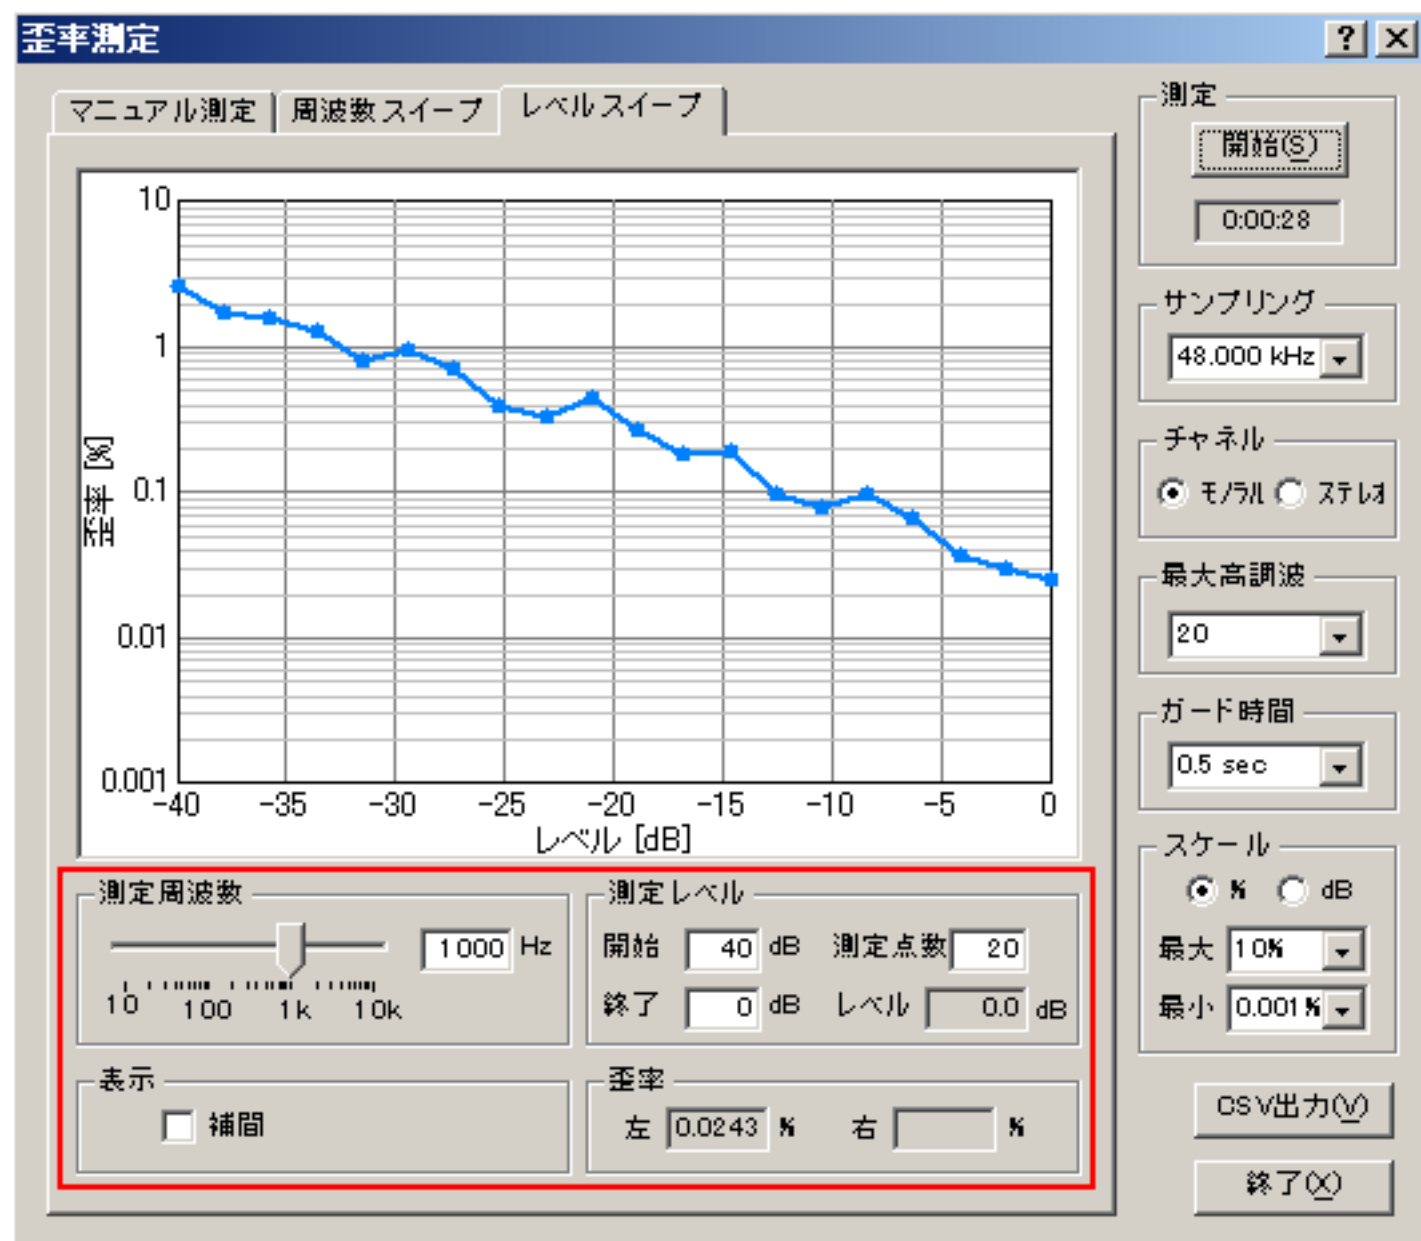 歪率測定
マニュアル測定 周波数スイープ レベルスイープ
10
1
0.1
0.01
0.001
歪率 [%]
-40 -35 -30 -25 -20 -15 -10 -5 0
レベル [dB]
測定周波数
1000 Hz
10 100 1k 10k
測定レベル
開始 40 dB 測定点数 20
終了 0 dB レベル 0.0 dB
表示
補間
歪率
左 0.0243 % 右 %
測定
開始(S)
0:00:28
サンプリング
48.000 kHz
チャネル
モノラル ステレオ
最大高調波
20
ガード時間
0.5 sec
スケール
% dB
最大 10%
最小 0.001%
CSV出力(V)
終了(X)